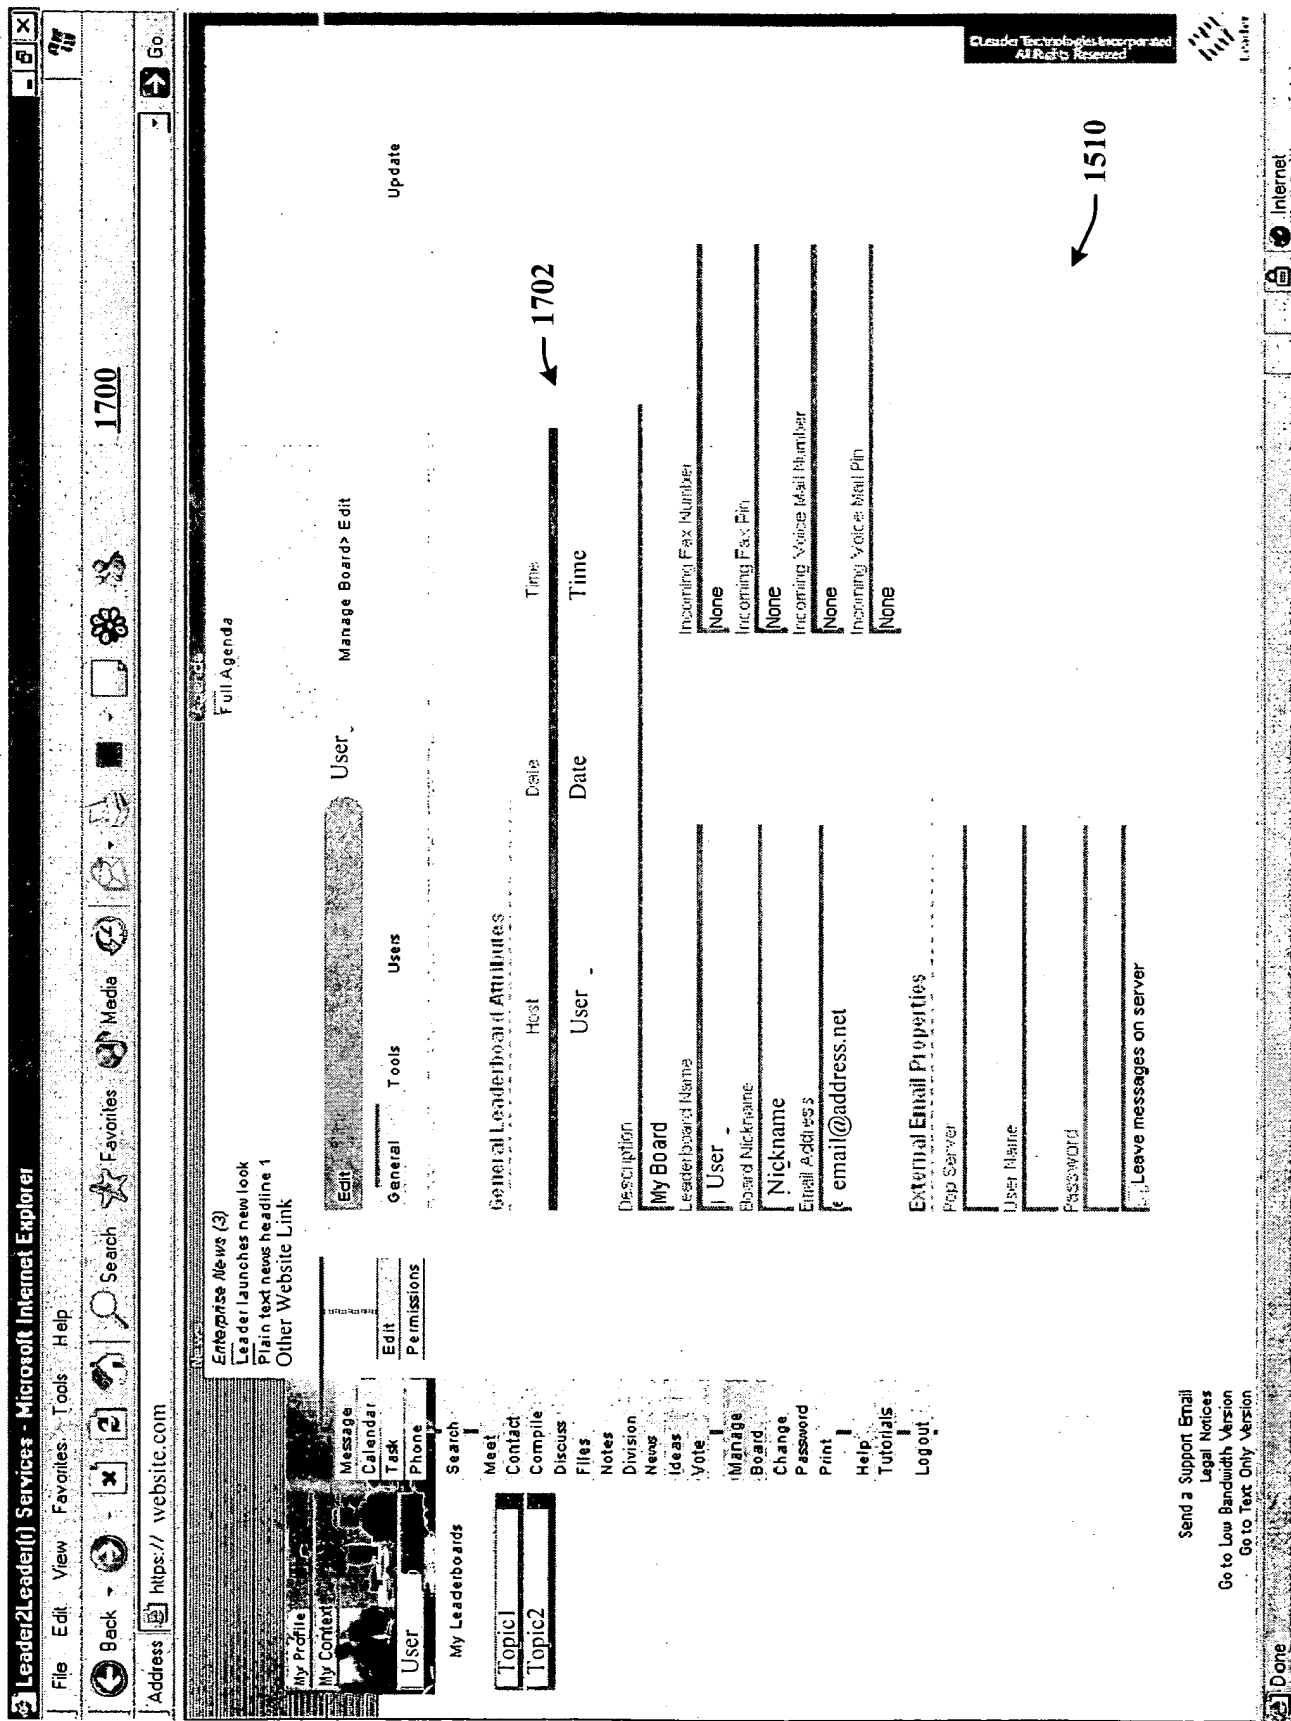 Leader2Leader(r) Services - Microsoft Internet Explorer
File Edit View Favorites Tools Help
Back Search Favorites Media
1700
Address https:// website.com Go
News
Enterprise News (3)
Leader launches new look
Plain text news headline 1
Other Website Link
Full Agenda
My Profile
My Context
User
Message
Calendar
Task
Phone
My Leaderboards
Topic1
Topic2
Search
Meet
Contact
Compile
Discuss
Files
Notes
Division
News
Ideas
Vote
Manage
Board
Change
Password
Print
Help
Tutorials
Logout
Edit
Permissions
Edit
User
Manage Board> Edit
General Tools Users Update
General Leaderboard Attributes
Host Date Time
1702
User Date Time
Description
My Board
Leaderboard Name
User
Board Nickname
Nickname
Email Address
email@address.net
Incoming Fax Number
None
Incoming Fax Pin
None
Incoming Voice Mail Number
None
Incoming Voice Mail Pin
None
External Email Properties
Pop Server
User Name
Password
Leave messages on server
1510
Send a Support Email
Legal Notices
Go to Low Bandwidth Version
Go to Text Only Version
©Leader Technologies Incorporated
All Rights Reserved
Leader
Done Internet